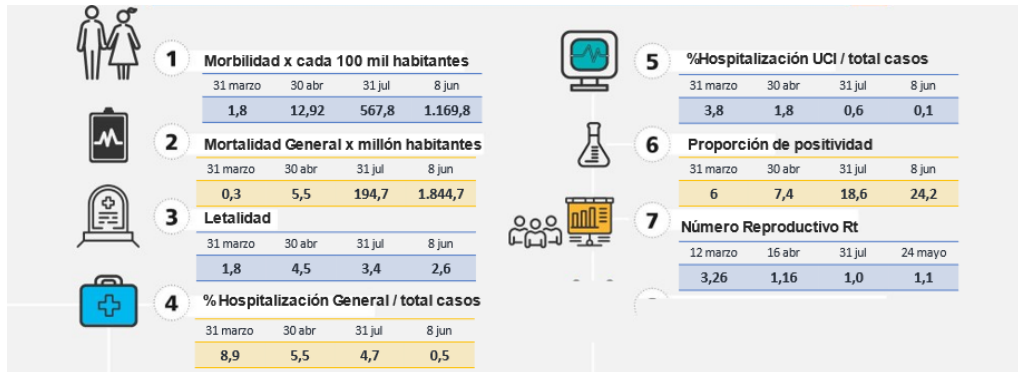 1 Morbilidad x cada 100 mil habitantes
31 marzo 30 abr 31 jul 8 jun
1,8 12,92 567,8 1.169,8
2 Mortalidad General x millón habitantes
31 marzo 30 abr 31 jul 8 jun
0,3 5,5 194,7 1.844,7
3 Letalidad
31 marzo 30 abr 31 jul 8 jun
1,8 4,5 3,4 2,6
4 % Hospitalización General / total casos
31 marzo 30 abr 31 jul 8 jun
8,9 5,5 4,7 0,5
5 %Hospitalización UCI / total casos
31 marzo 30 abr 31 jul 8 jun
3,8 1,8 0,6 0,1
6 Proporción de positividad
31 marzo 30 abr 31 jul 8 jun
6 7,4 18,6 24,2
7 Número Reproductivo Rt
12 marzo 16 abr 31 jul 24 mayo
3,26 1,16 1,0 1,1